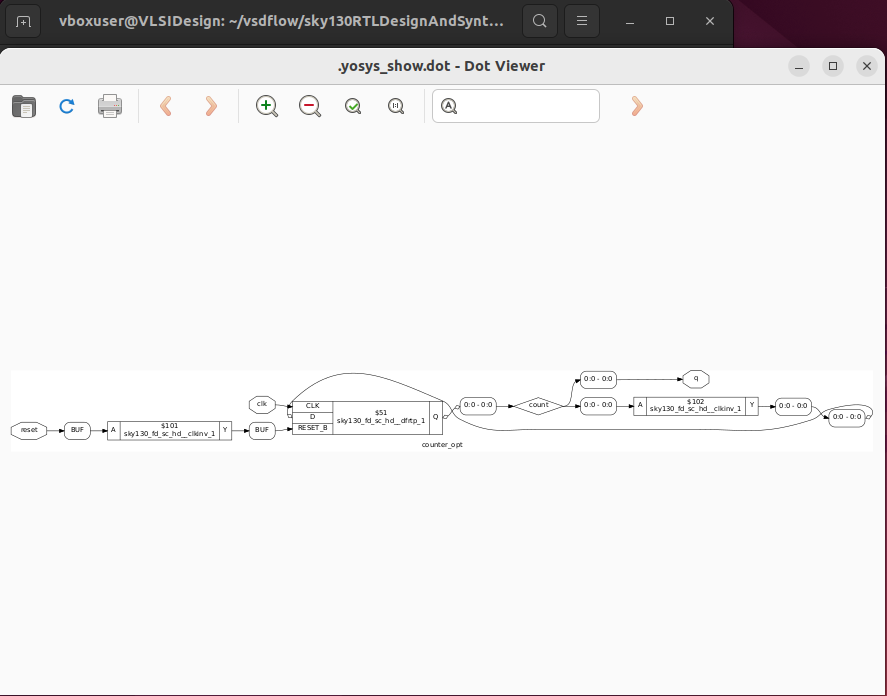 vboxuser@VLSIDesign: ~/vsdflow/sky130RTLDesignAndSynt...
.yosys_show.dot - Dot Viewer
0:0 - 0:0
q
clk
CLK
D
RESET_B
$51
sky130_fd_sc_hd__dfrtp_1
Q
0:0 - 0:0
count
0:0 - 0:0
A
$102
sky130_fd_sc_hd__clkinv_1
Y
0:0 - 0:0
0:0 - 0:0
reset
BUF
A
$101
sky130_fd_sc_hd__clkinv_1
Y
BUF
counter_opt